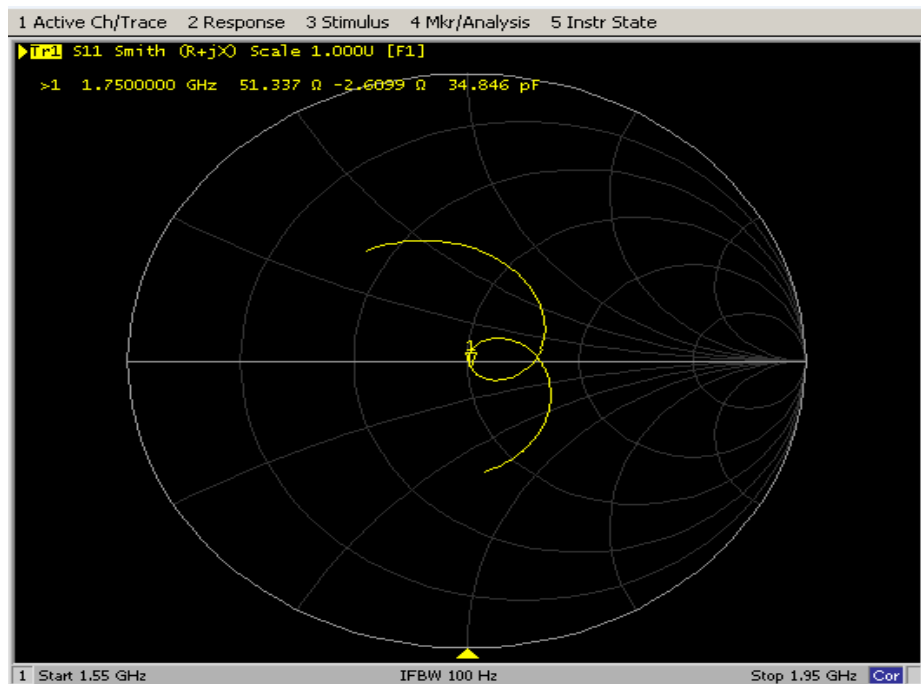 1 Active Ch/Trace 2 Response 3 Stimulus 4 Mkr/Analysis 5 Instr State
Tr1 S11 Smith (R+jX) Scale 1.000U [F1]
>1 1.7500000 GHz 51.337 Ω -2.6099 Ω 34.846 pF
1
1 Start 1.55 GHz IFBW 100 Hz Stop 1.95 GHz Cor